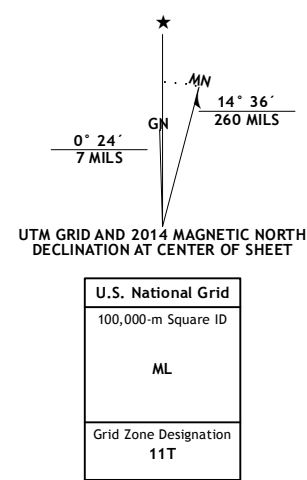 ★
MN
GN
14° 36´
260 MILS
0° 24´
7 MILS
UTM GRID AND 2014 MAGNETIC NORTH
DECLINATION AT CENTER OF SHEET
U.S. National Grid
100,000-m Square ID
ML
Grid Zone Designation
11T